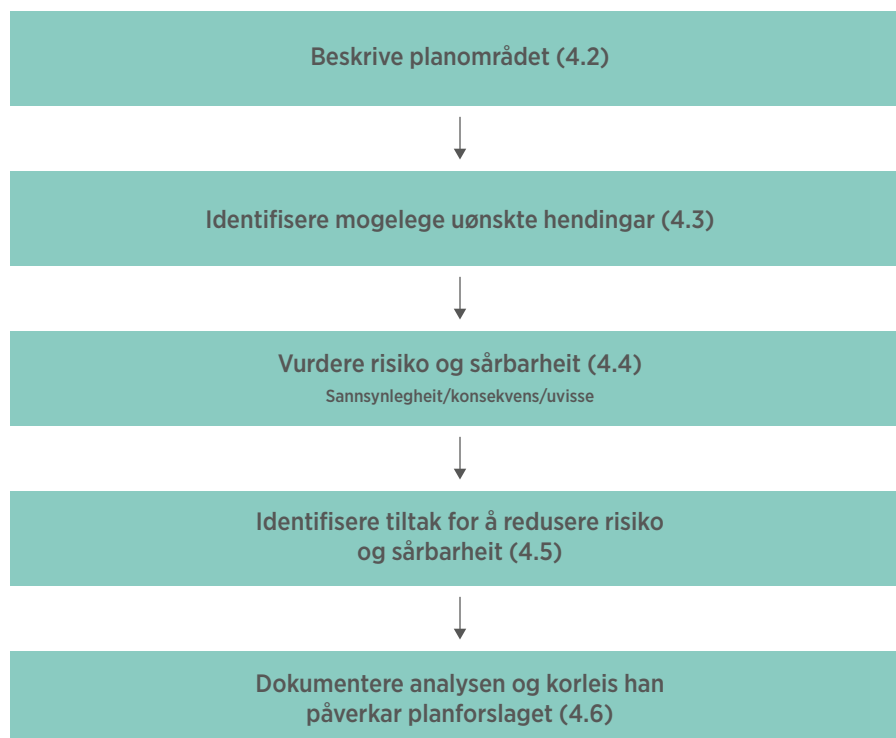 Beskrive planområdet (4.2)
Identifisere mogelege uønskte hendingar (4.3)
Vurdere risiko og sårbarheit (4.4)
Sannsynlegheit/konsekvens/uvisse
Identifisere tiltak for å redusere risiko
og sårbarheit (4.5)
Dokumentere analysen og korleis han
påverkar planforslaget (4.6)